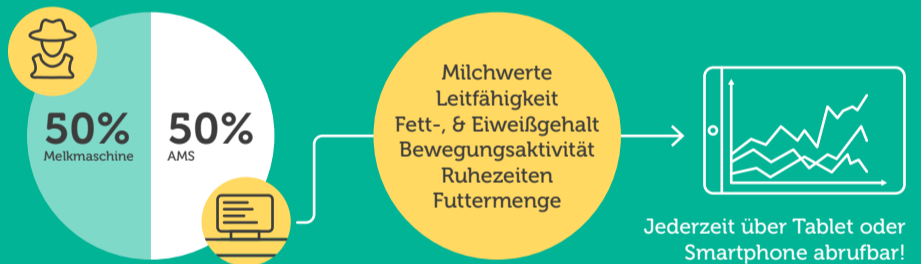 50%
Melkmaschine
50%
AMS
Milchwerte
Leitfähigkeit
Fett-, & Eiweißgehalt
Bewegungsaktivität
Ruhezeiten
Futtermenge
Jederzeit über Tablet oder
Smartphone abrufbar!